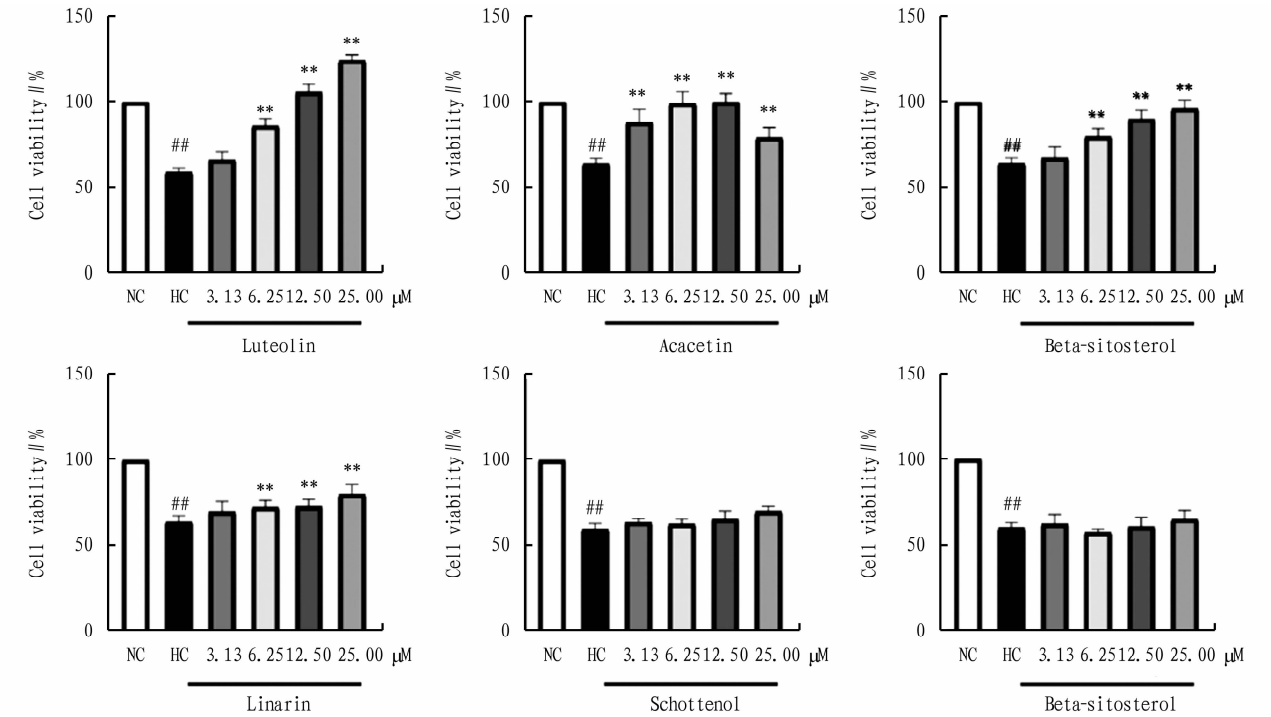 150
100
50
0
Cell viability∥%
##
**
**
**
NC HC 3.13 6.25 12.50 25.00 μM
Luteolin
150
100
50
0
Cell viability∥%
##
**
**
**
**
NC HC 3.13 6.25 12.50 25.00 μM
Acacetin
150
100
50
0
Cell viability∥%
##
**
**
**
NC HC 3.13 6.25 12.50 25.00 μM
Beta-sitosterol
150
100
50
0
Cell viability∥%
##
**
**
**
NC HC 3.13 6.25 12.50 25.00 μM
Linarin
150
100
50
0
Cell viability∥%
##
NC HC 3.13 6.25 12.50 25.00 μM
Schottenol
150
100
50
0
Cell viability∥%
##
NC HC 3.13 6.25 12.50 25.00 μM
Beta-sitosterol